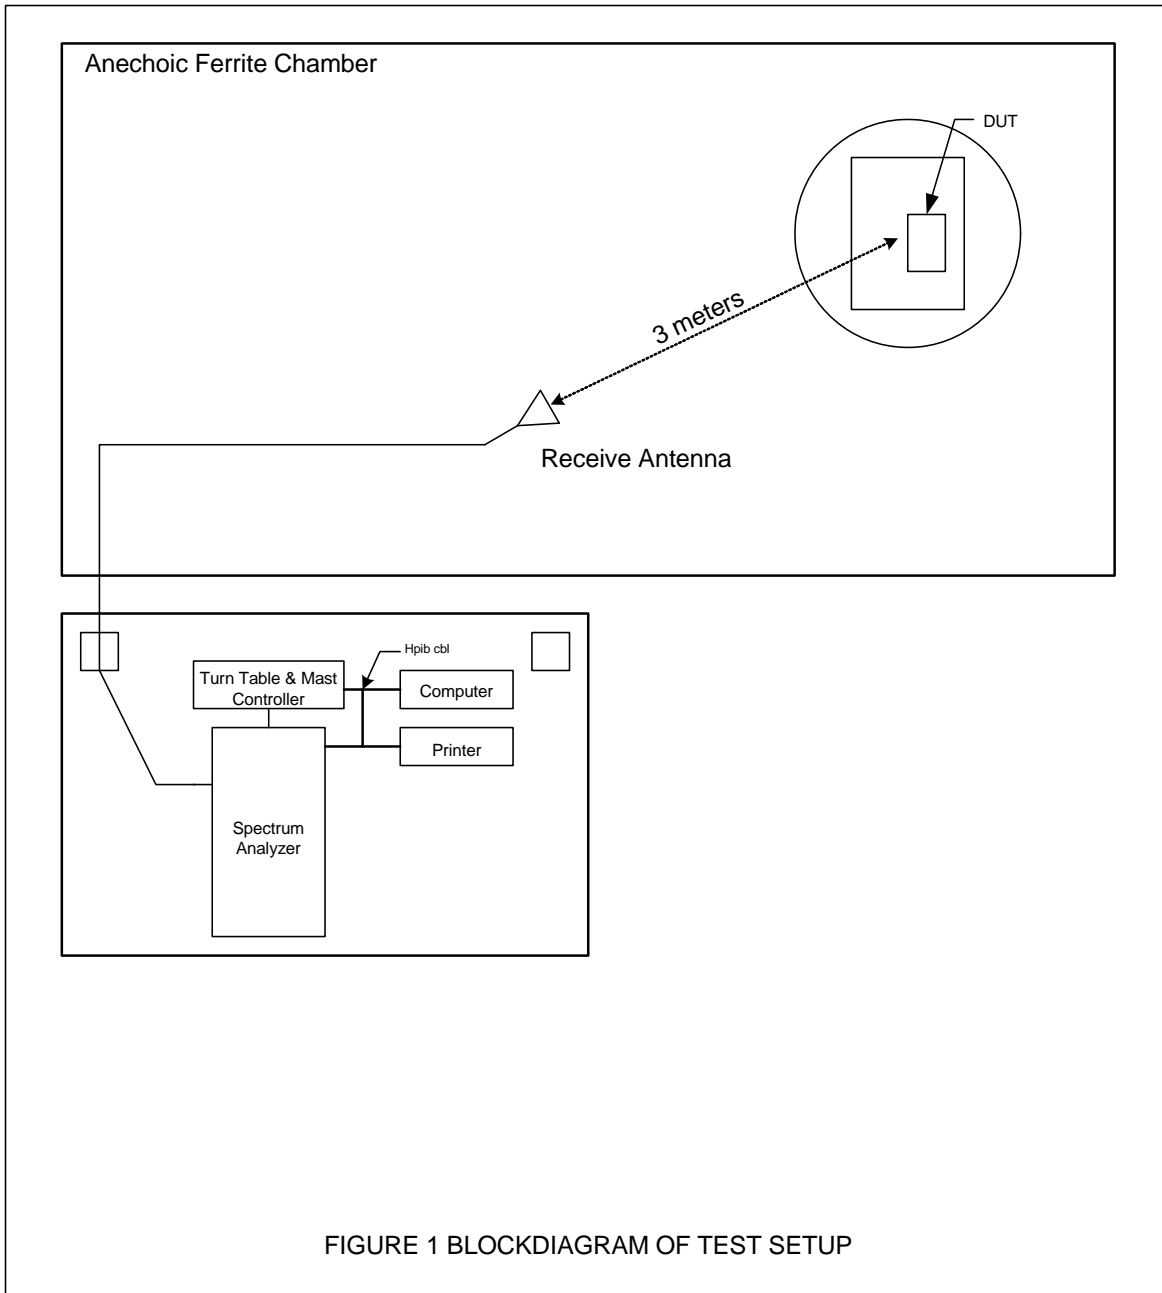 Anechoic Ferrite Chamber
DUT
3 meters
Receive Antenna
Hpib cbl
Turn Table & Mast
Controller
Computer
Printer
Spectrum
Analyzer
FIGURE 1 BLOCKDIAGRAM OF TEST SETUP